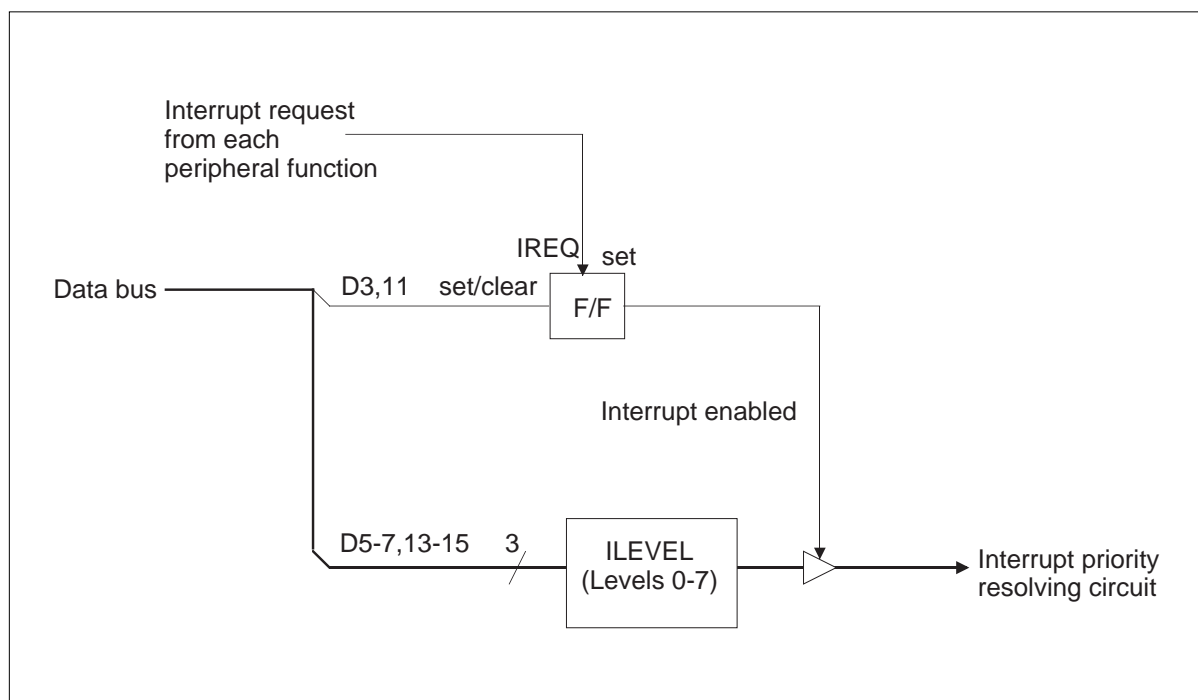 Interrupt request
from each
peripheral function
IREQ
set
Data bus
D3,11
set/clear
F/F
Interrupt enabled
D5-7,13-15
3
ILEVEL
(Levels 0-7)
Interrupt priority
resolving circuit